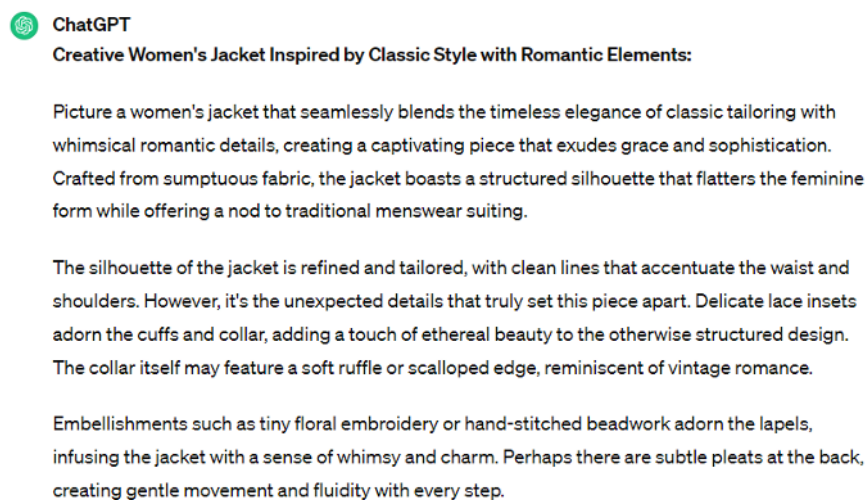 ChatGPT
Creative Women's Jacket Inspired by Classic Style with Romantic Elements:
Picture a women's jacket that seamlessly blends the timeless elegance of classic tailoring with
whimsical romantic details, creating a captivating piece that exudes grace and sophistication.
Crafted from sumptuous fabric, the jacket boasts a structured silhouette that flatters the feminine
form while offering a nod to traditional menswear suiting.
The silhouette of the jacket is refined and tailored, with clean lines that accentuate the waist and
shoulders. However, it's the unexpected details that truly set this piece apart. Delicate lace insets
adorn the cuffs and collar, adding a touch of ethereal beauty to the otherwise structured design.
The collar itself may feature a soft ruffle or scalloped edge, reminiscent of vintage romance.
Embellishments such as tiny floral embroidery or hand-stitched beadwork adorn the lapels,
infusing the jacket with a sense of whimsy and charm. Perhaps there are subtle pleats at the back,
creating gentle movement and fluidity with every step.